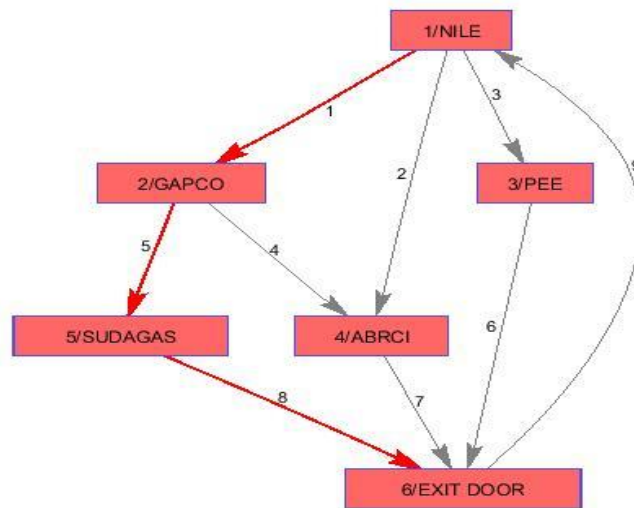 1/NILE
1
2
3
9
2/GAPCO
3/PEE
5
4
6
5/SUDAGAS
4/ABRCI
8
7
6/EXIT DOOR